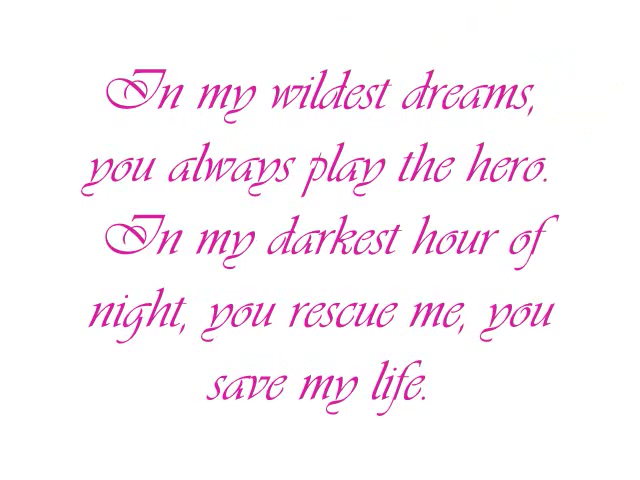 In my wildest dreams,
you always play the hero.
In my darkest hour of
night, you rescue me, you
save my life.